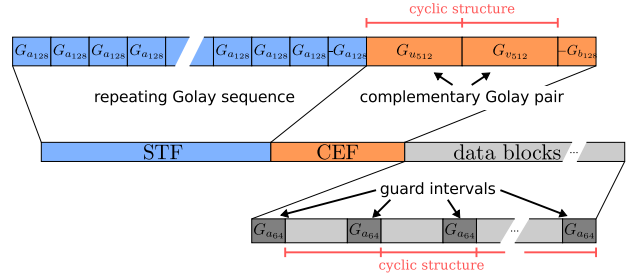 cyclic structure
Ga128 Ga128 Ga128 Ga128 Ga128 Ga128 Ga128 -Ga128 Gu512 Gv512 -Gb128
repeating Golay sequence complementary Golay pair
STF CEF data blocks ...
guard intervals
Ga64 Ga64 Ga64 ... Ga64
cyclic structure